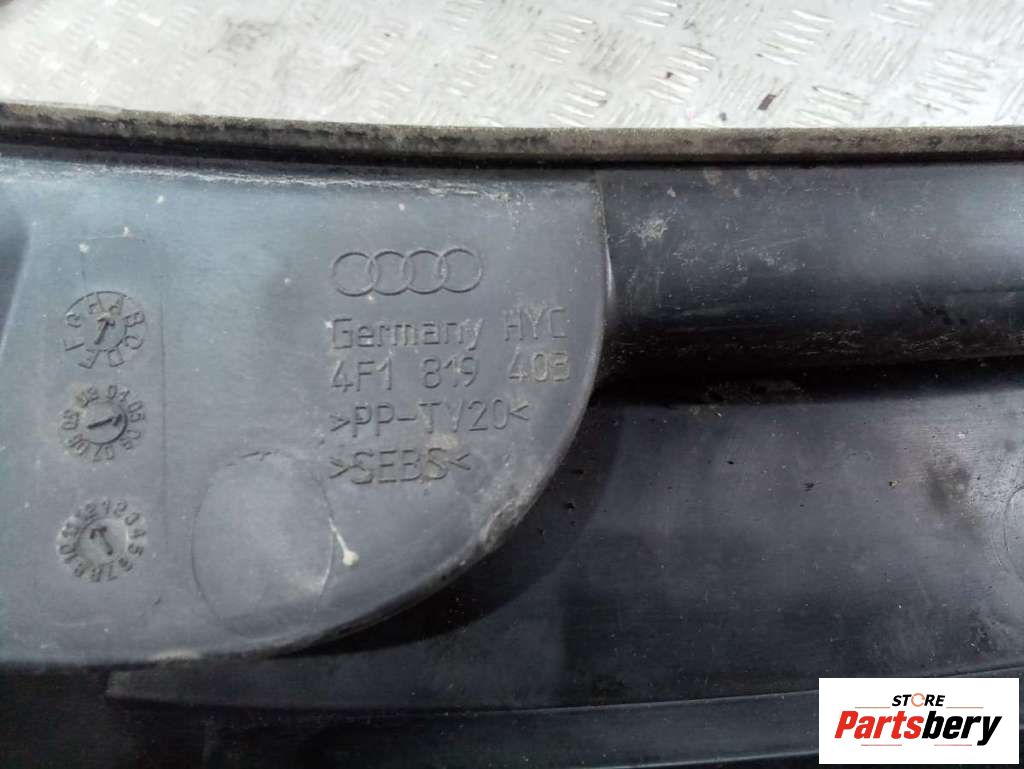 Germany HYC
4F1 819 403
>PP-TV20<
>SEBS<
STORE
Partsbery